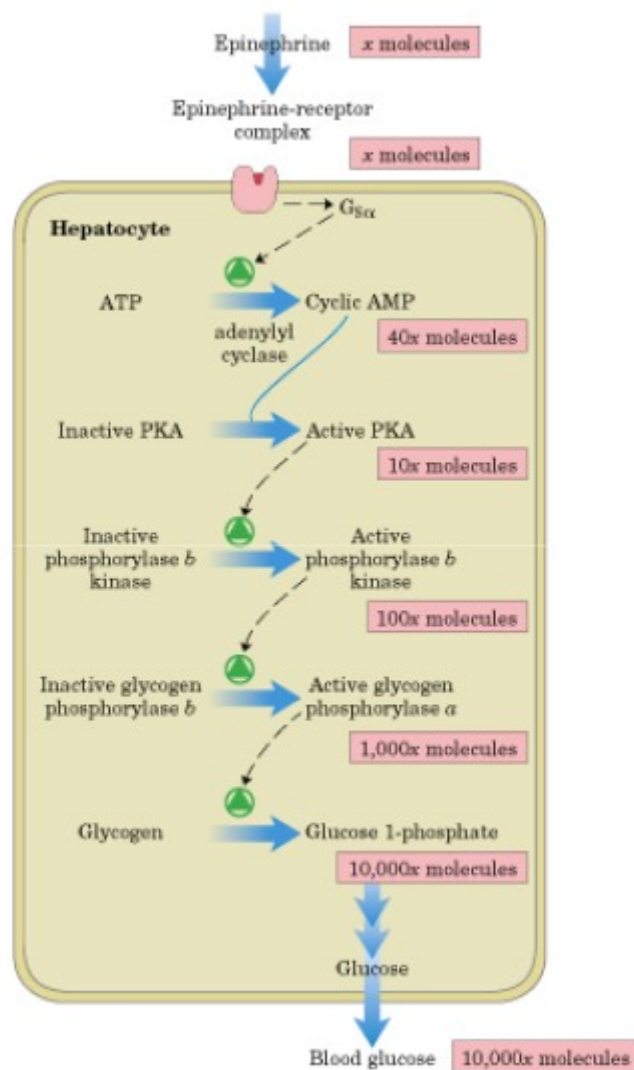 Epinephrine
x molecules
Epinephrine-receptor
complex
x molecules
GSα
Hepatocyte
ATP
Cyclic AMP
adenylyl
cyclase
40x molecules
Inactive PKA
Active PKA
10x molecules
Inactive
phosphorylase b
kinase
Active
phosphorylase b
kinase
100x molecules
Inactive glycogen
phosphorylase b
Active glycogen
phosphorylase a
1,000x molecules
Glycogen
Glucose 1-phosphate
10,000x molecules
Glucose
Blood glucose
10,000x molecules